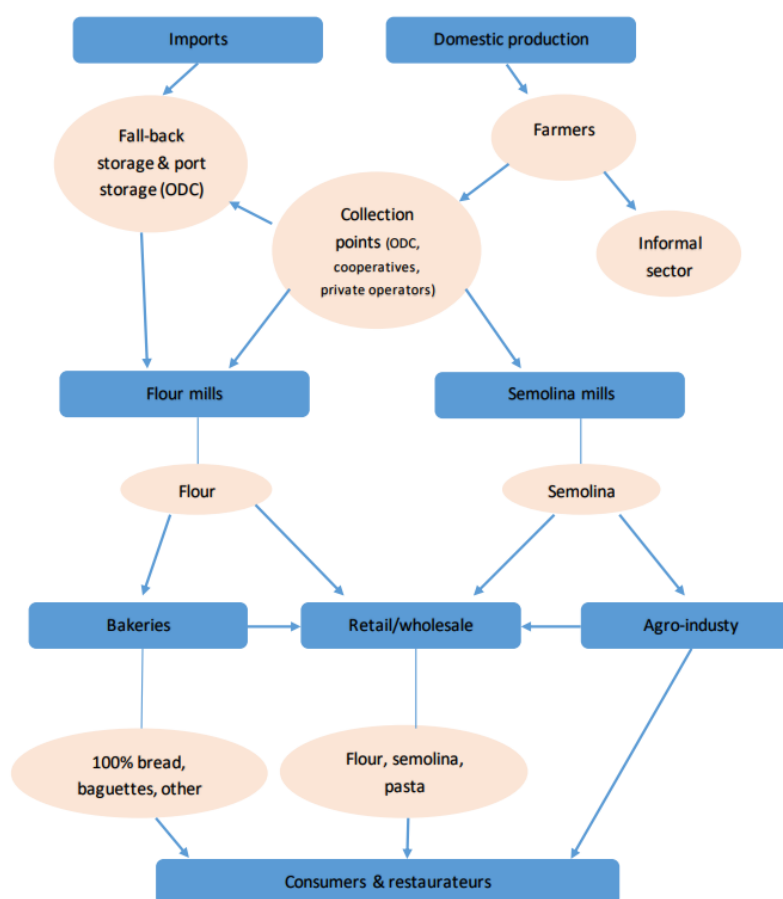 Imports
Domestic production
Fall-back
storage & port
storage (ODC)
Farmers
Collection
points (ODC,
cooperatives,
private operators)
Informal
sector
Flour mills
Semolina mills
Flour
Semolina
Bakeries
Retail/wholesale
Agro-industy
100% bread,
baguettes, other
Flour, semolina,
pasta
Consumers & restaurateurs